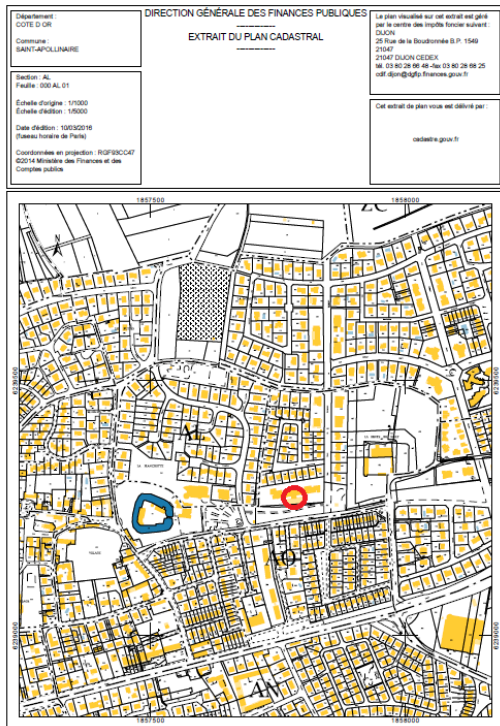 Département :
COTE D OR
Commune :
SAINT-APOLLINAIRE
Section : AL
Feuille : 000 AL 01
Échelle d'origine : 1/1000
Échelle d'édition : 1/5000
Date d'édition : 10/03/2016
(fuseau horaire de Paris)
Coordonnées en projection : RGF93CC47
©2014 Ministère des Finances et des
Comptes publics
DIRECTION GÉNÉRALE DES FINANCES PUBLIQUES
EXTRAIT DU PLAN CADASTRAL
Le plan visualisé sur cet extrait est géré
par le centre des impôts foncier suivant :
DIJON
25 Rue de la Boudronnée B.P. 1549
21047
21047 DIJON CEDEX
tél. 03 80 28 66 48 -fax 03 80 28 68 25
cdif.dijon@dgfip.finances.gouv.fr
Cet extrait de plan vous est délivré par :
cadastre.gouv.fr
1857500
1858000
ZC
N
AL
AO
AN
VILLAGE
6239000
1857500
1858000